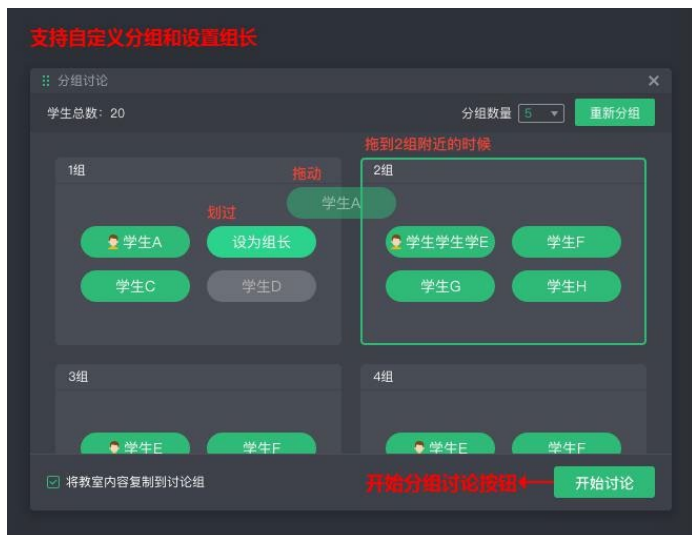 支持自定义分组和设置组长
分组讨论
学生总数：20
分组数量 5 重新分组
拖到2组附近的时候
1组 拖动 2组
学生A
划过
学生A 设为组长 学生学生学E 学生F
学生C 学生D 学生G 学生H
3组 4组
学生E 学生F 学生E 学生F
将教室内容复制到讨论组 开始分组讨论按钮 开始讨论